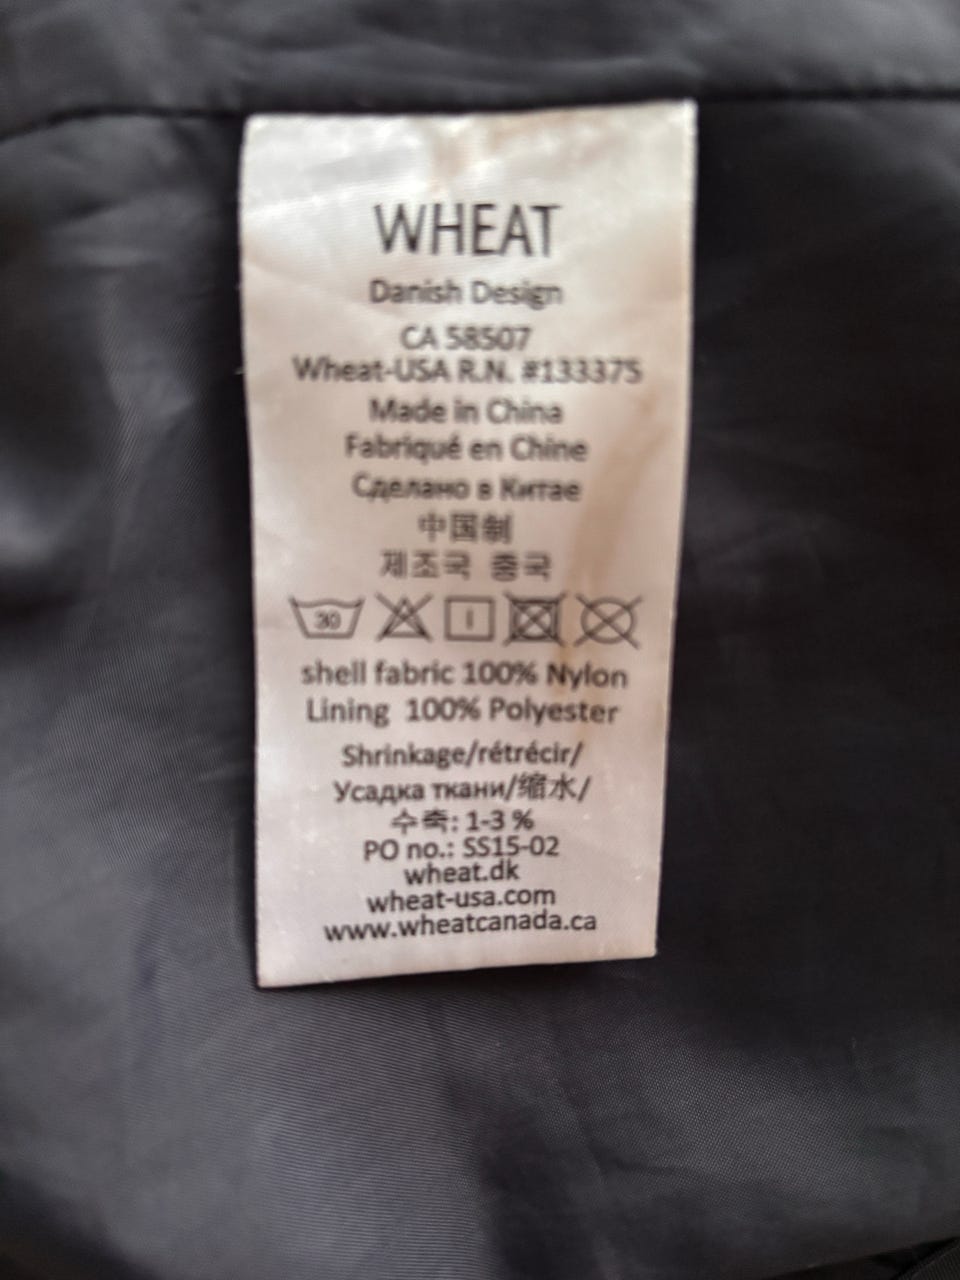 WHEAT
Danish Design
CA 58507
Wheat-USA R.N. #133375
Made in China
Fabriqué en Chine
Сделано в Китае
中国制
제조국 중국
30
shell fabric 100% Nylon
Lining 100% Polyester
Shrinkage/rétrécir/
Усадка ткани/缩水/
수축: 1-3 %
PO no.: SS15-02
wheat.dk
wheat-usa.com
www.wheatcanada.ca